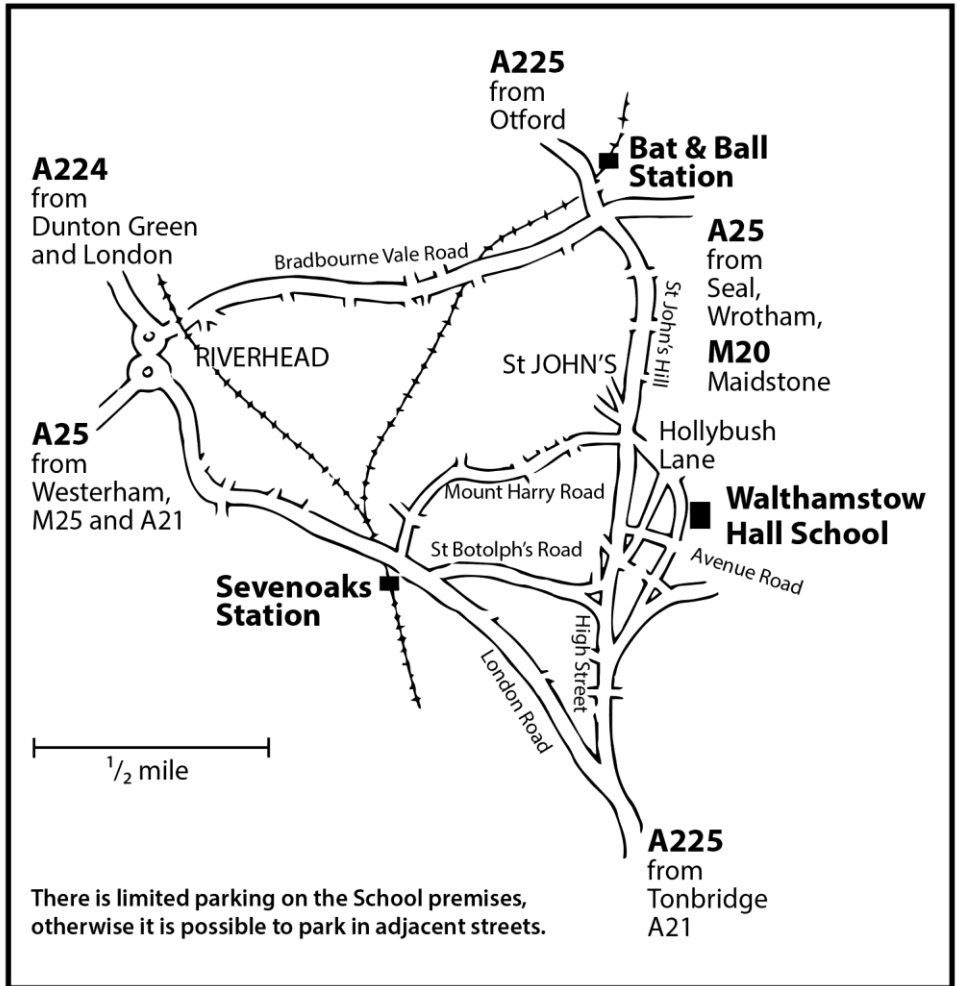 A225
from
Otford
Bat & Ball
Station
A224
from
Dunton Green
and London
Bradbourne Vale Road
A25
from
Seal,
Wrotham,
M20
Maidstone
St John's Hill
RIVERHEAD
St JOHN'S
A25
from
Westerham,
M25 and A21
Hollybush
Lane
Mount Harry Road
Walthamstow
Hall School
St Botolph's Road
Avenue Road
Sevenoaks
Station
High Street
London Road
1/2 mile
A225
from
Tonbridge
A21
There is limited parking on the School premises,
otherwise it is possible to park in adjacent streets.